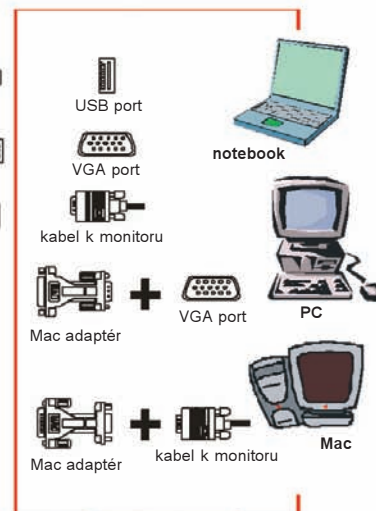 USB port
notebook
VGA port
kabel k monitoru
VGA port
PC
Mac adaptér
Mac
Mac adaptér
kabel k monitoru